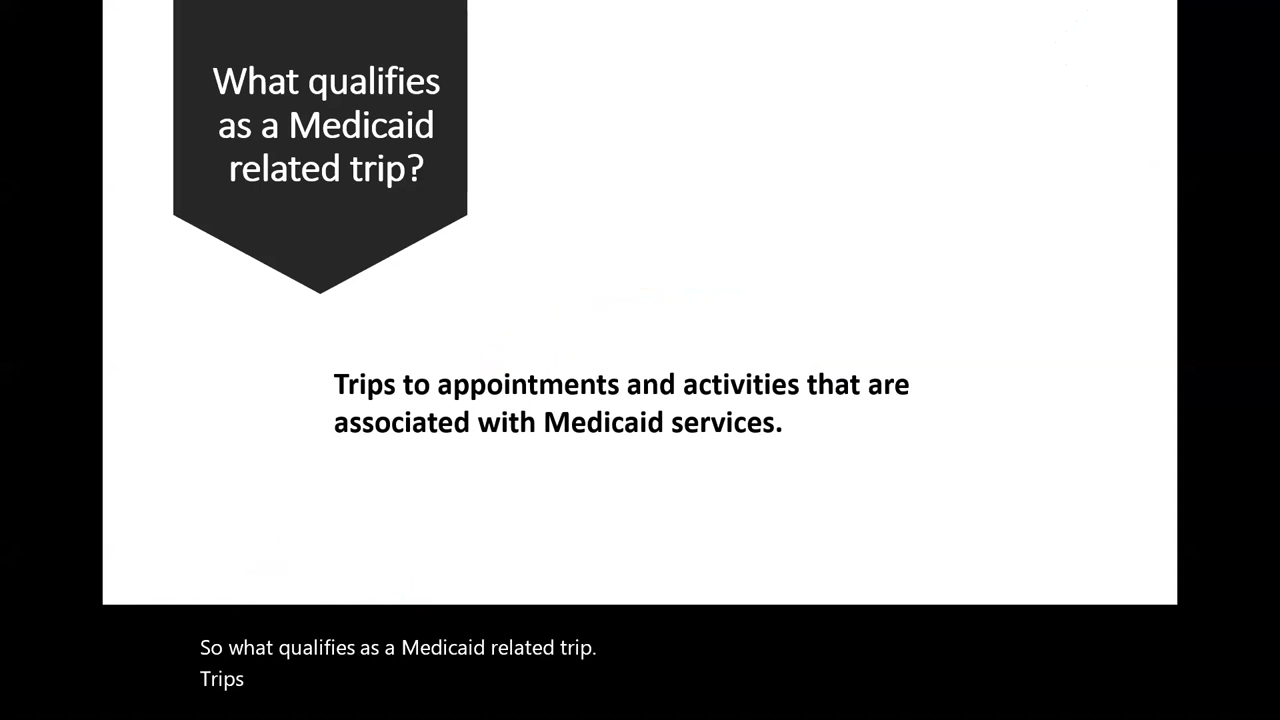 What qualifies
as a Medicaid
related trip?
Trips to appointments and activities that are
associated with Medicaid services.
So what qualifies as a Medicaid related trip.
Trips